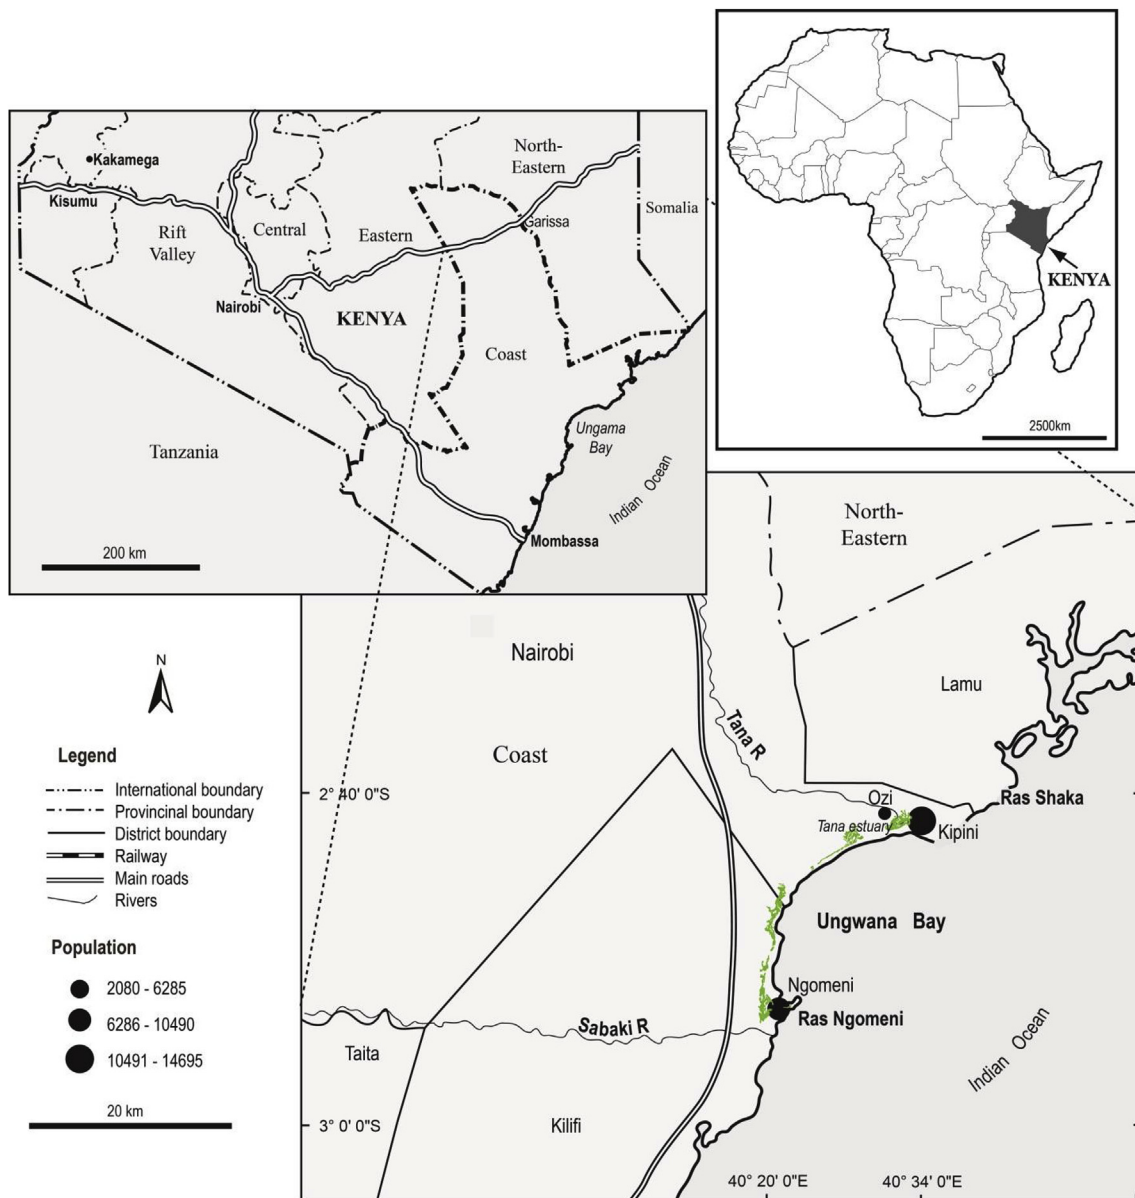 KENYA
2500km
Kakamega
Kisumu
Rift
Valley
Central
Eastern
North-
Eastern
Garissa
Somalia
Nairobi
KENYA
Coast
Tanzania
Ungama
Bay
Indian Ocean
Mombassa
200 km
North-
Eastern
Nairobi
Lamu
Coast
Tana R
Ozi
Ras Shaka
Tana estuary
Kipini
Ungwana Bay
Ngomeni
Ras Ngomeni
Sabaki R
Taita
Kilifi
Indian Ocean
2° 40' 0"S
3° 0' 0"S
40° 20' 0"E
40° 34' 0"E
N
Legend
International boundary
Provincinal boundary
District boundary
Railway
Main roads
Rivers
Population
2080 - 6285
6286 - 10490
10491 - 14695
20 km